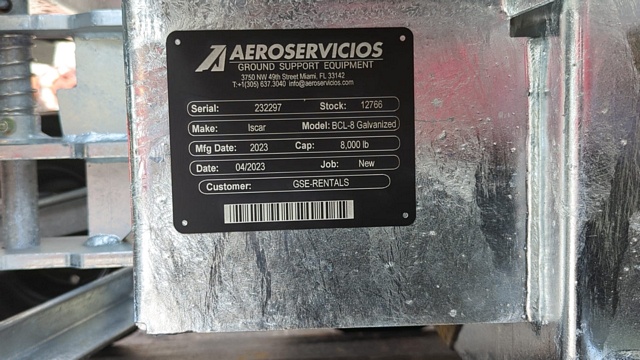 AEROSERVICIOS
GROUND SUPPORT EQUIPMENT
3750 NW 49th Street Miami, FL 33142
T:+1(305) 637.3040 info@aeroservicios.com
Serial: 232297 Stock: 12766
Make: Iscar Model: BCL-8 Galvanized
Mfg Date: 2023 Cap: 8,000 lb
Date: 04/2023 Job: New
Customer: GSE-RENTALS